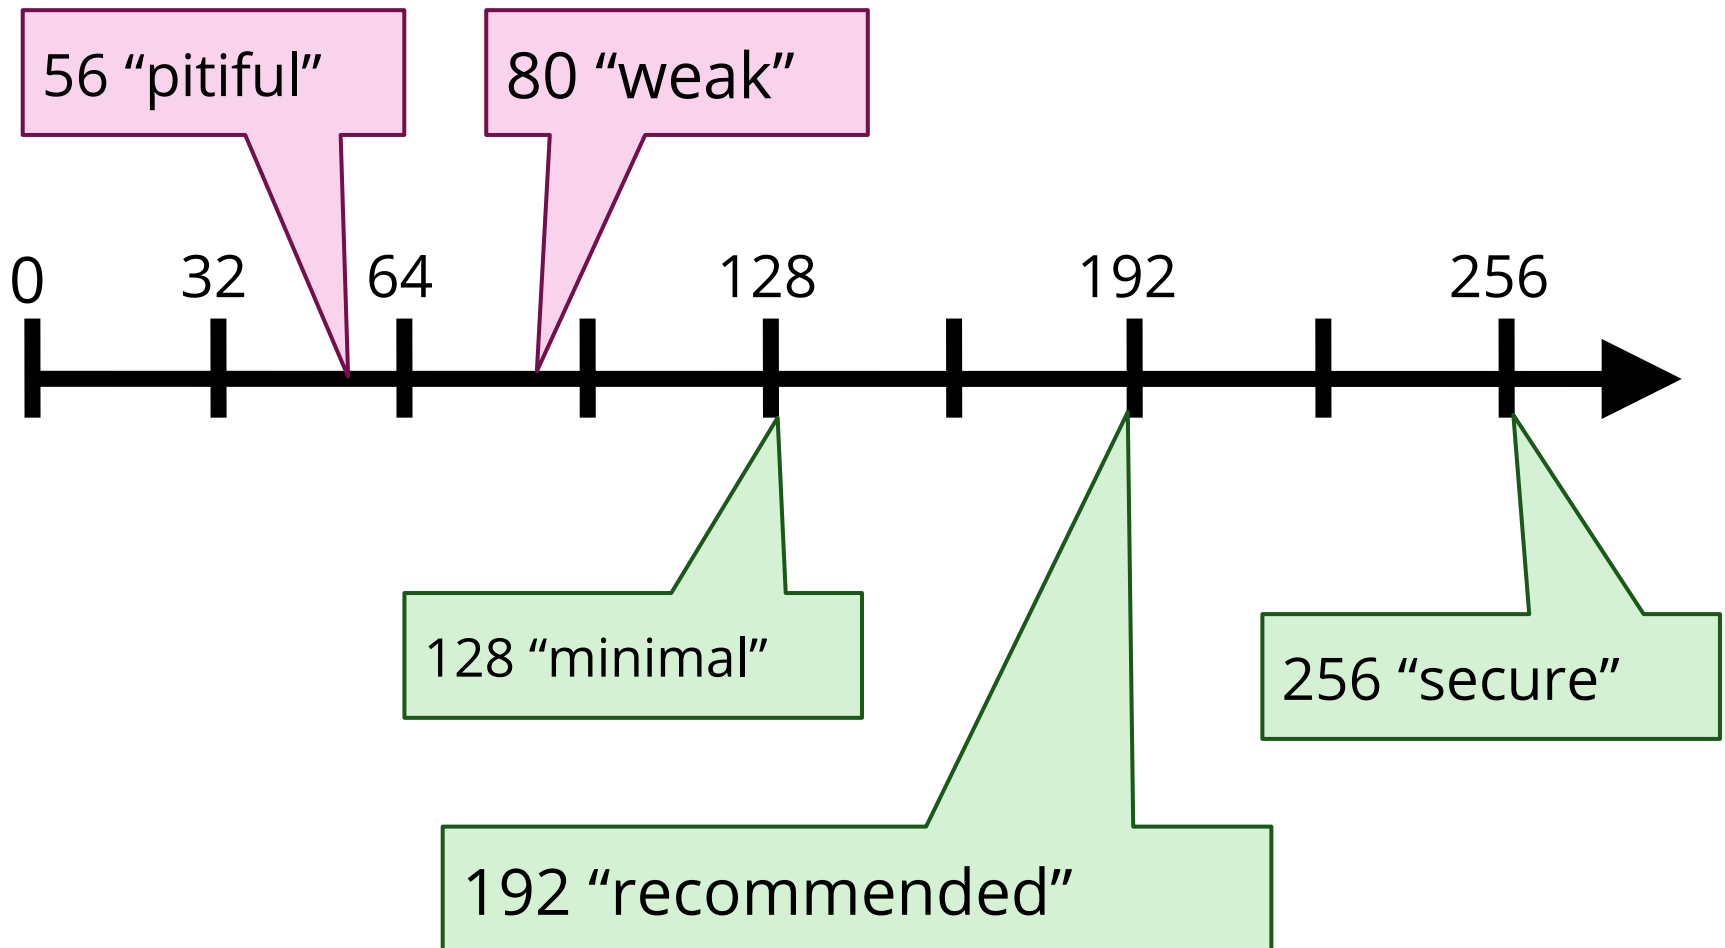 56 “pitiful”
80 “weak”
0 32 64 128 192 256
128 “minimal”
256 “secure”
192 “recommended”